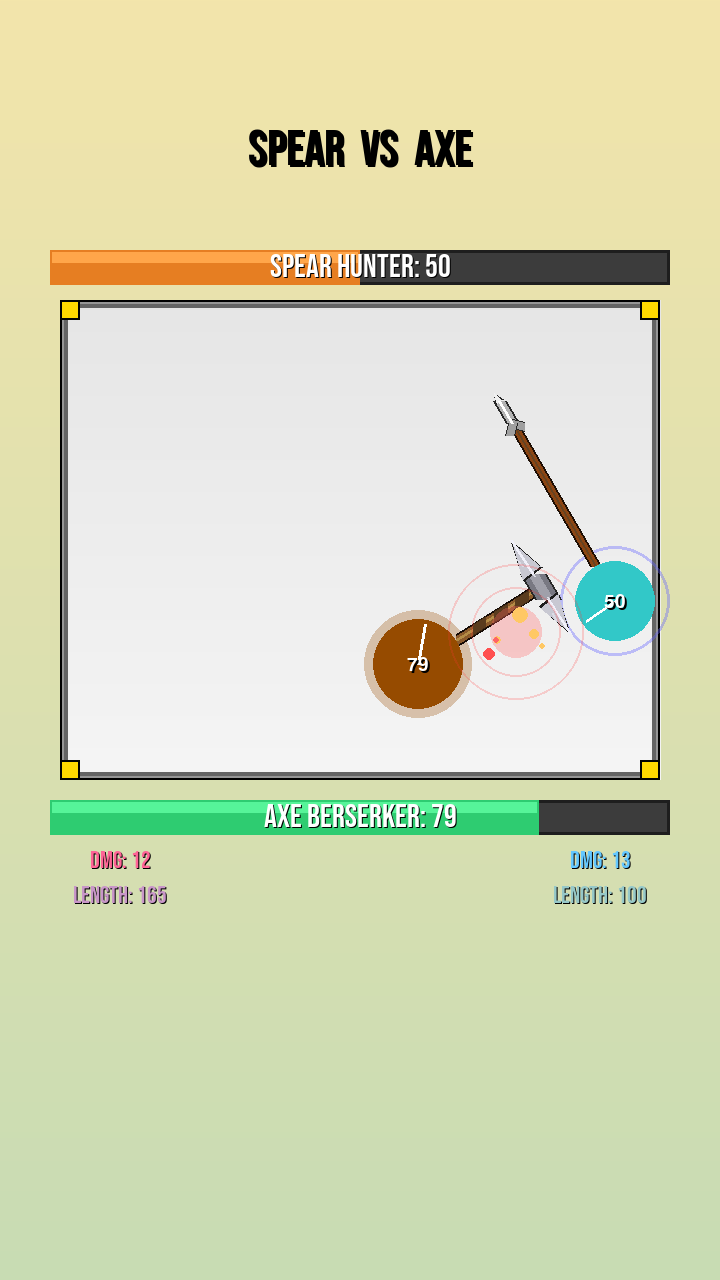 SPEAR VS AXE
SPEAR HUNTER: 50
50
79
AXE BERSERKER: 79
DMG: 12
DMG: 13
LENGTH: 165
LENGTH: 100